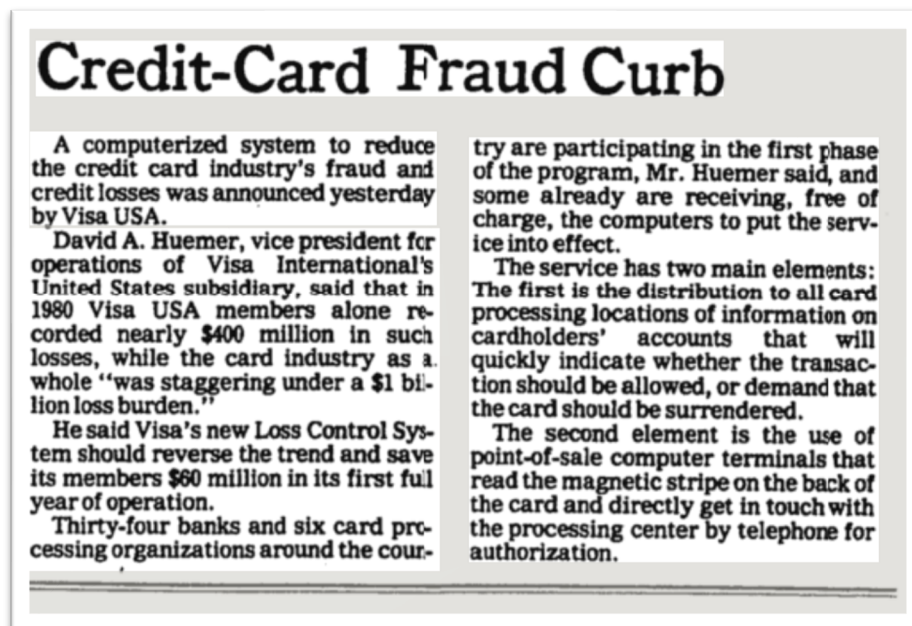 Credit-Card Fraud Curb
A computerized system to reduce
the credit card industry's fraud and
credit losses was announced yesterday
by Visa USA.
David A. Huemer, vice president for
operations of Visa International's
United States subsidiary, said that in
1980 Visa USA members alone re-
corded nearly $400 million in such
losses, while the card industry as a
whole "was staggering under a $1 bil-
lion loss burden."
He said Visa's new Loss Control Sys-
tem should reverse the trend and save
its members $60 million in its first full
year of operation.
Thirty-four banks and six card pro-
cessing organizations around the coun-
try are participating in the first phase
of the program, Mr. Huemer said, and
some already are receiving, free of
charge, the computers to put the serv-
ice into effect.
The service has two main elements:
The first is the distribution to all card
processing locations of information on
cardholders' accounts that will
quickly indicate whether the transac-
tion should be allowed, or demand that
the card should be surrendered.
The second element is the use of
point-of-sale computer terminals that
read the magnetic stripe on the back of
the card and directly get in touch with
the processing center by telephone for
authorization.